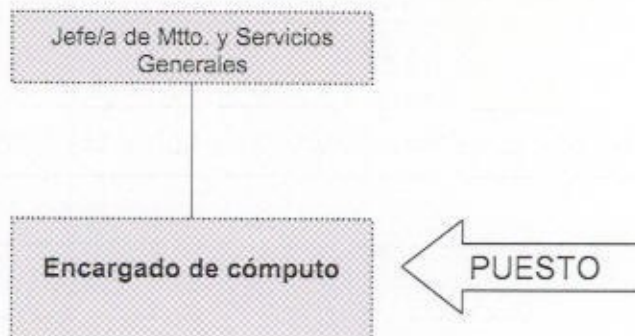 Jefe/a de Mtto. y Servicios
Generales
Encargado de cómputo
PUESTO